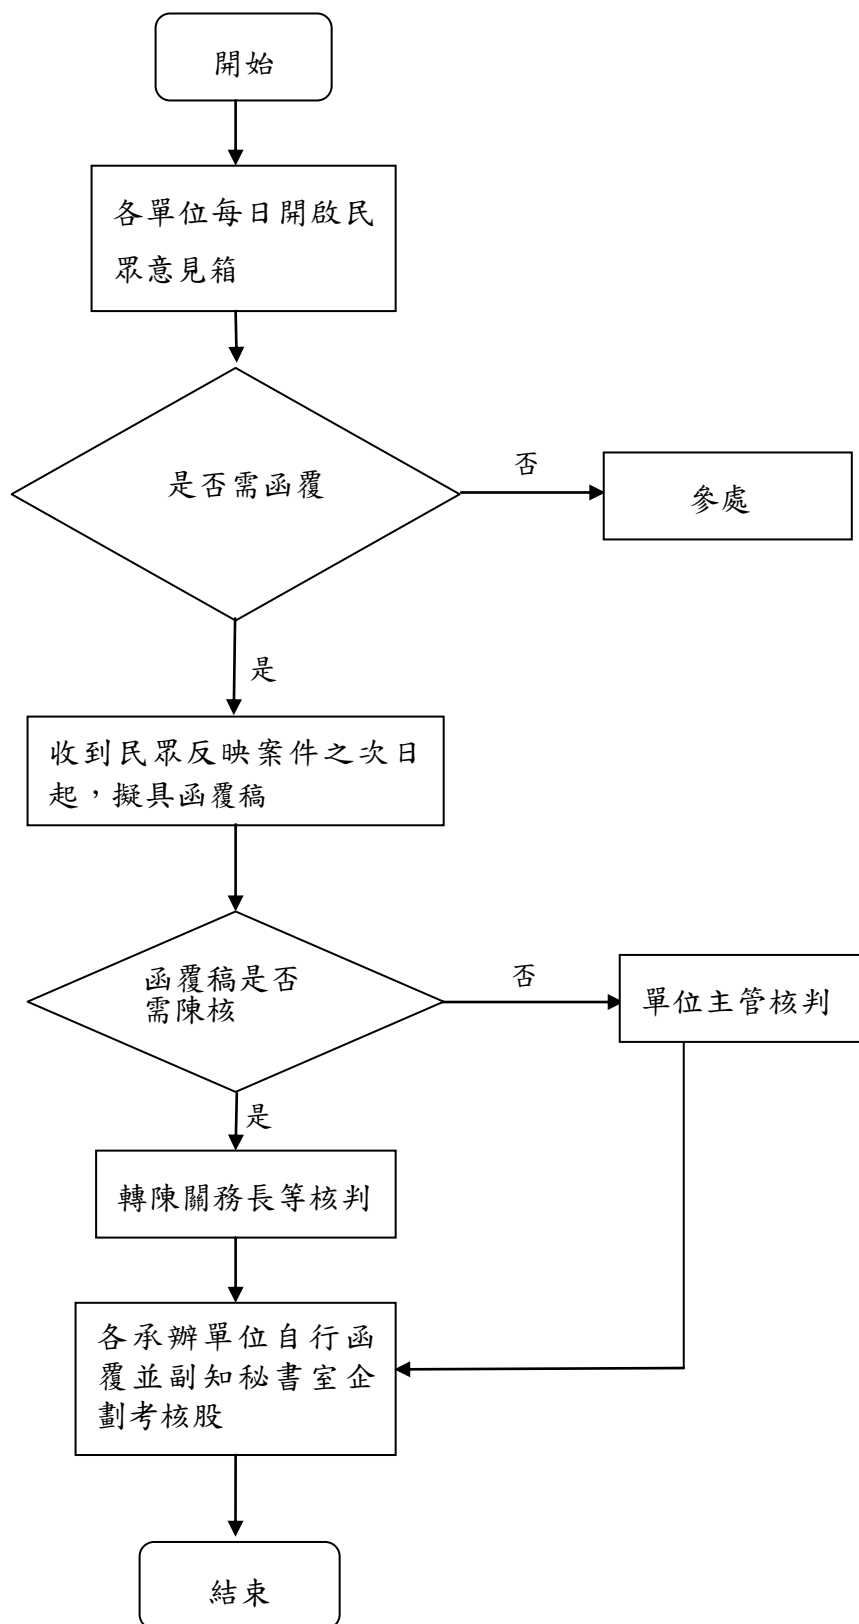 開始
各單位每日開啟民
眾意見箱
是否需函覆
否
參處
是
收到民眾反映案件之次日
起，擬具函覆稿
函覆稿是否
需陳核
否
單位主管核判
是
轉陳關務長等核判
各承辦單位自行函
覆並副知秘書室企
劃考核股
結束